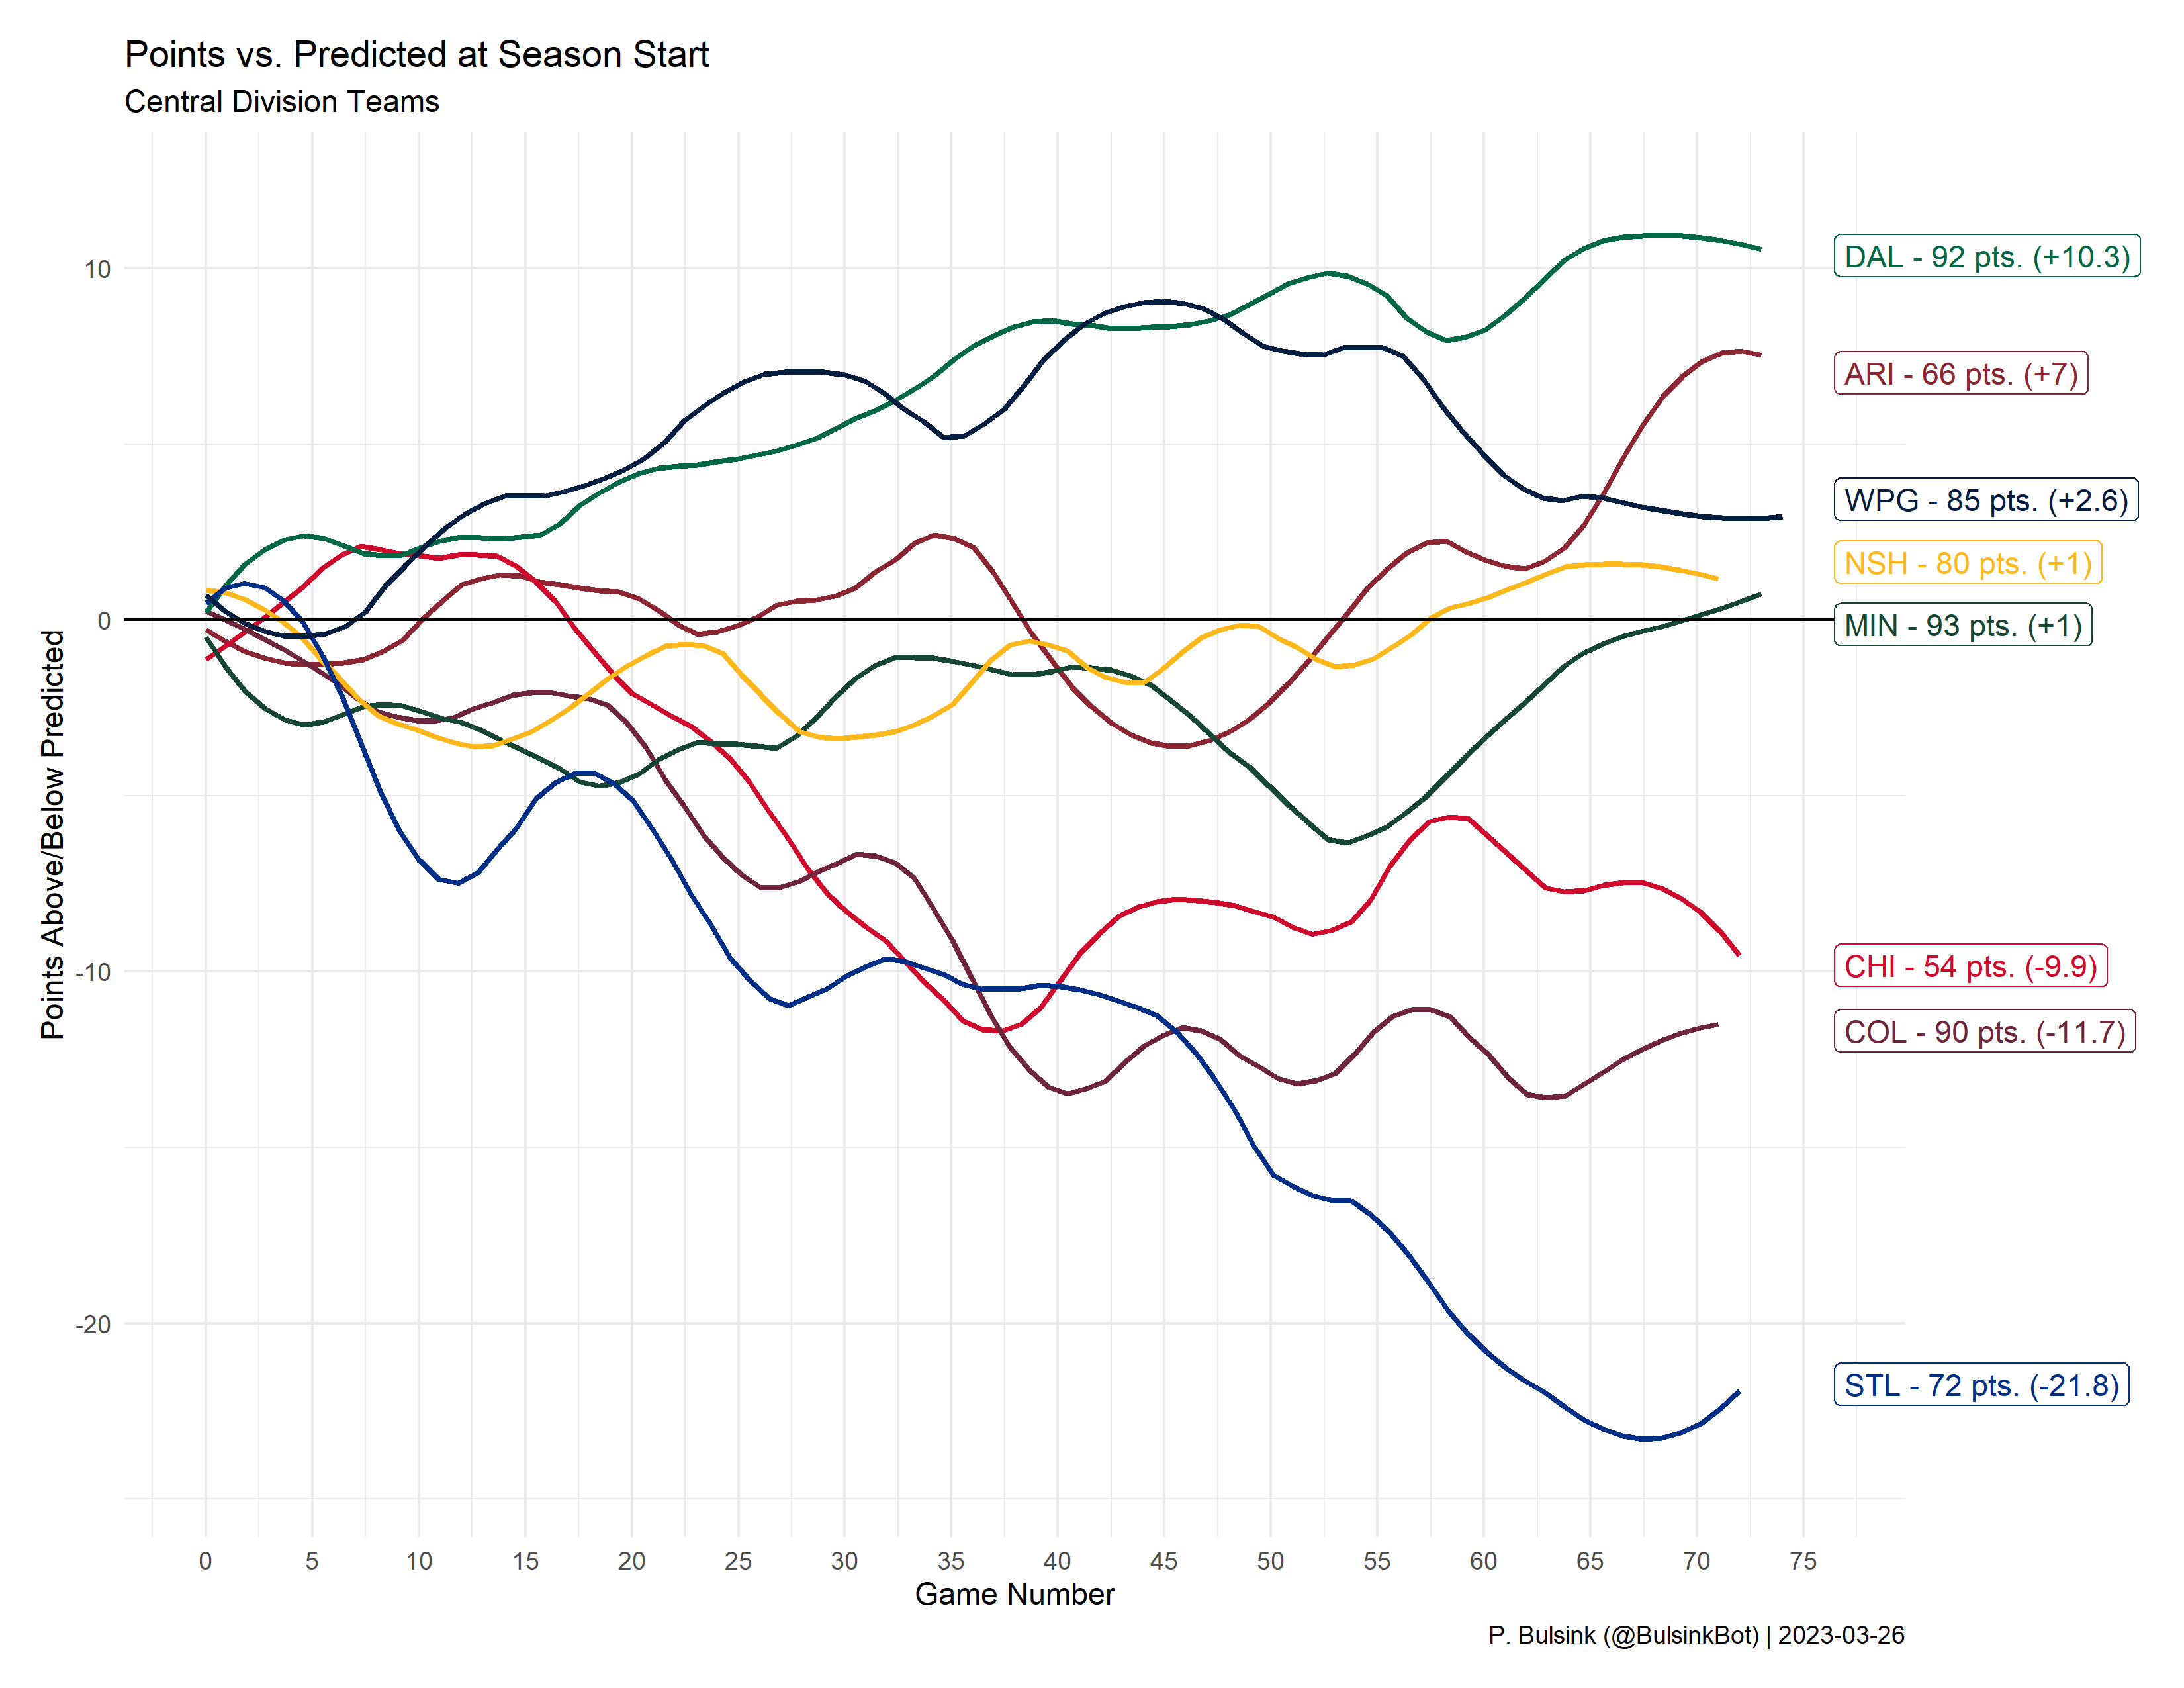 Points vs. Predicted at Season Start
Central Division Teams
Points Above/Below Predicted
10
0
-10
-20
DAL - 92 pts. (+10.3)
ARI - 66 pts. (+7)
WPG - 85 pts. (+2.6)
NSH - 80 pts. (+1)
MIN - 93 pts. (+1)
CHI - 54 pts. (-9.9)
COL - 90 pts. (-11.7)
STL - 72 pts. (-21.8)
0 5 10 15 20 25 30 35 40 45 50 55 60 65 70 75
Game Number
P. Bulsink (@BulsinkBot) | 2023-03-26